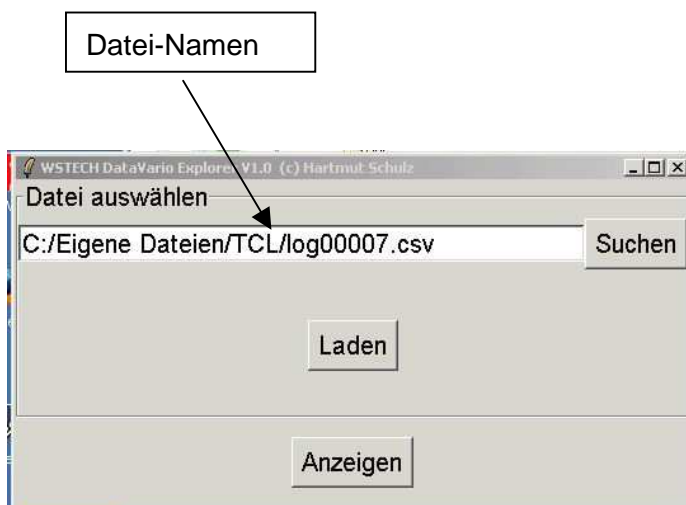 Datei-Namen
WSTECH DataVario Explorer V1.0 (c) Hartmut Schulz
Datei auswählen
C:/Eigene Dateien/TCL/log00007.csv
Suchen
Laden
Anzeigen